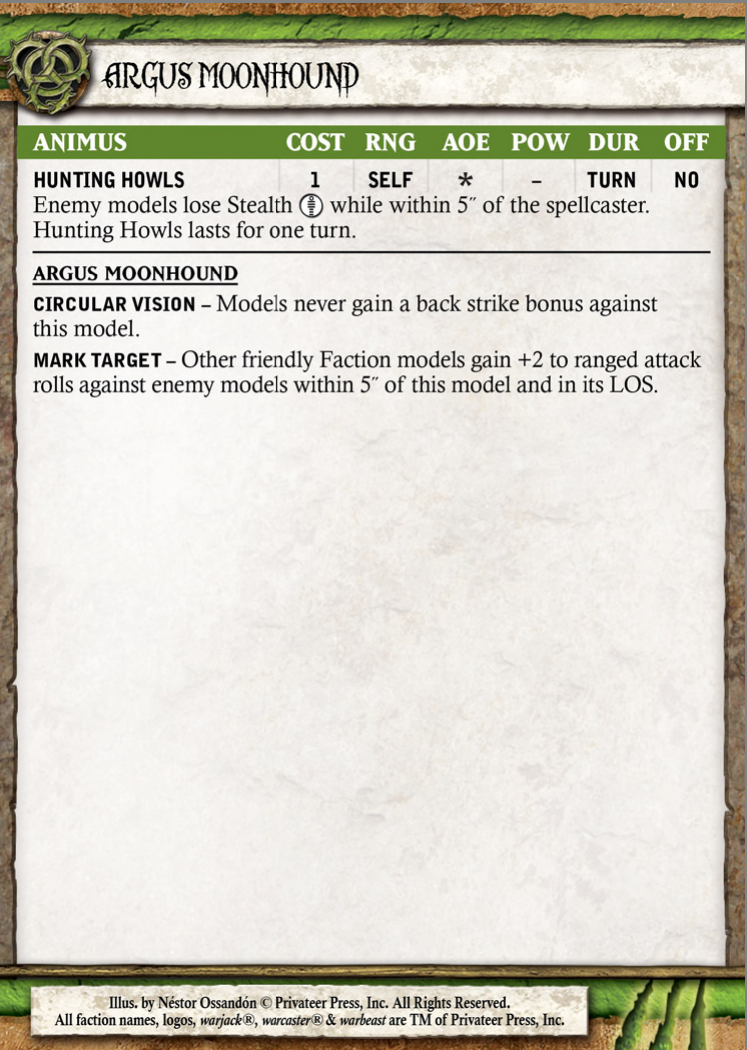 ARGUS MOONHOUND
ANIMUS COST RNG AOE POW DUR OFF
HUNTING HOWLS 1 SELF * – TURN NO
Enemy models lose Stealth while within 5″ of the spellcaster.
Hunting Howls lasts for one turn.
ARGUS MOONHOUND
CIRCULAR VISION – Models never gain a back strike bonus against
this model.
MARK TARGET – Other friendly Faction models gain +2 to ranged attack
rolls against enemy models within 5″ of this model and in its LOS.
Illus. by Néstor Ossandón © Privateer Press, Inc. All Rights Reserved.
All faction names, logos, warjack®, warcaster® & warbeast are TM of Privateer Press, Inc.